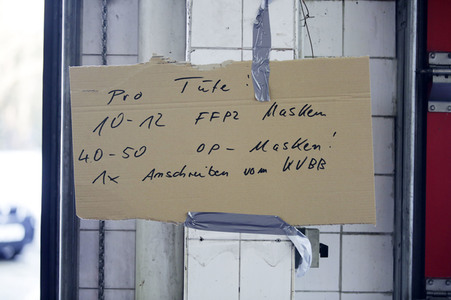 Pro Tüte:
10-12 FFP2 Masken
40-50 OP- Masken!
1x Anschreiben vom KVBB